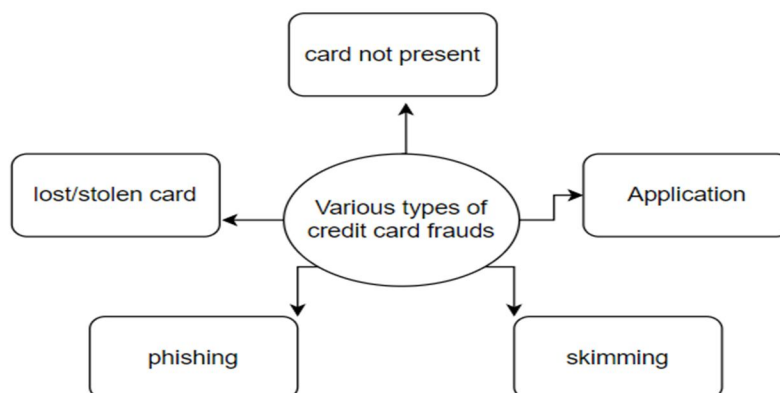 card not present
lost/stolen card
Various types of
credit card frauds
Application
phishing
skimming